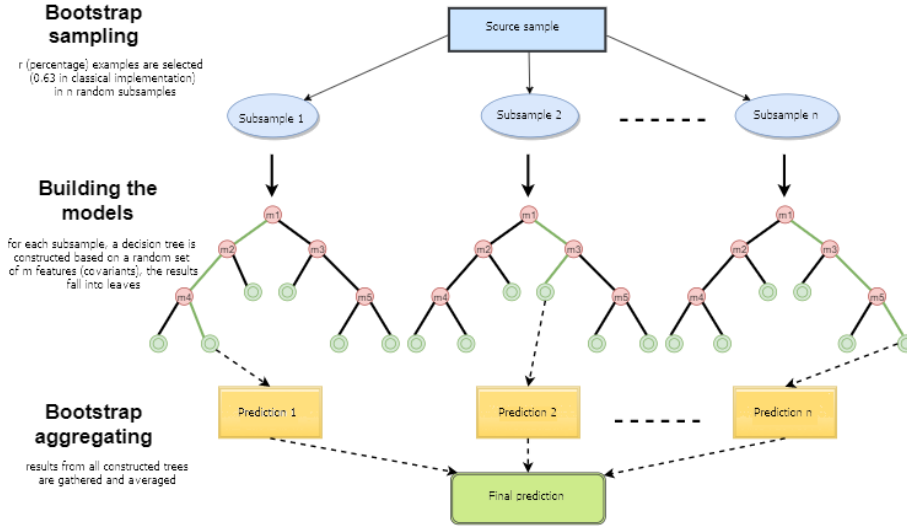 Bootstrap
sampling
r (percentage) examples are selected
(0.63 in classical implementation)
in n random subsamples
Source sample
Subsample 1
Subsample 2
Subsample n
Building the
models
for each subsample, a decision tree is
constructed based on a random set
of m features (covariants), the results
fall into leaves
m1
m2
m3
m4
m5
m1
m2
m3
m4
m5
m1
m2
m3
m4
m5
Bootstrap
aggregating
results from all constructed trees
are gathered and averaged
Prediction 1
Prediction 2
Prediction n
Final prediction